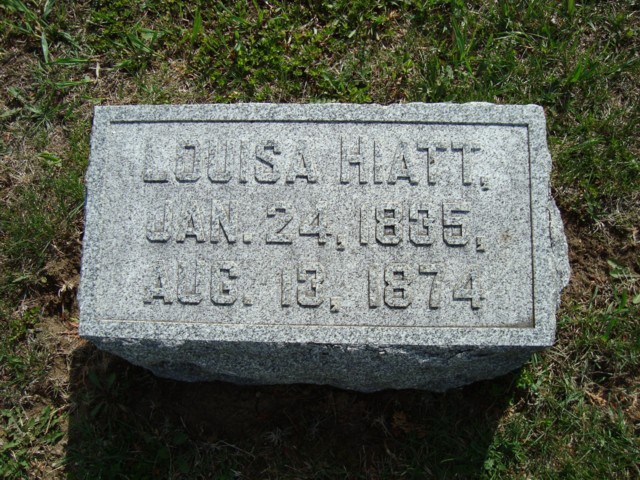 LOUISA HIATT,
JAN. 24, 1835,
AUG. 13, 1874